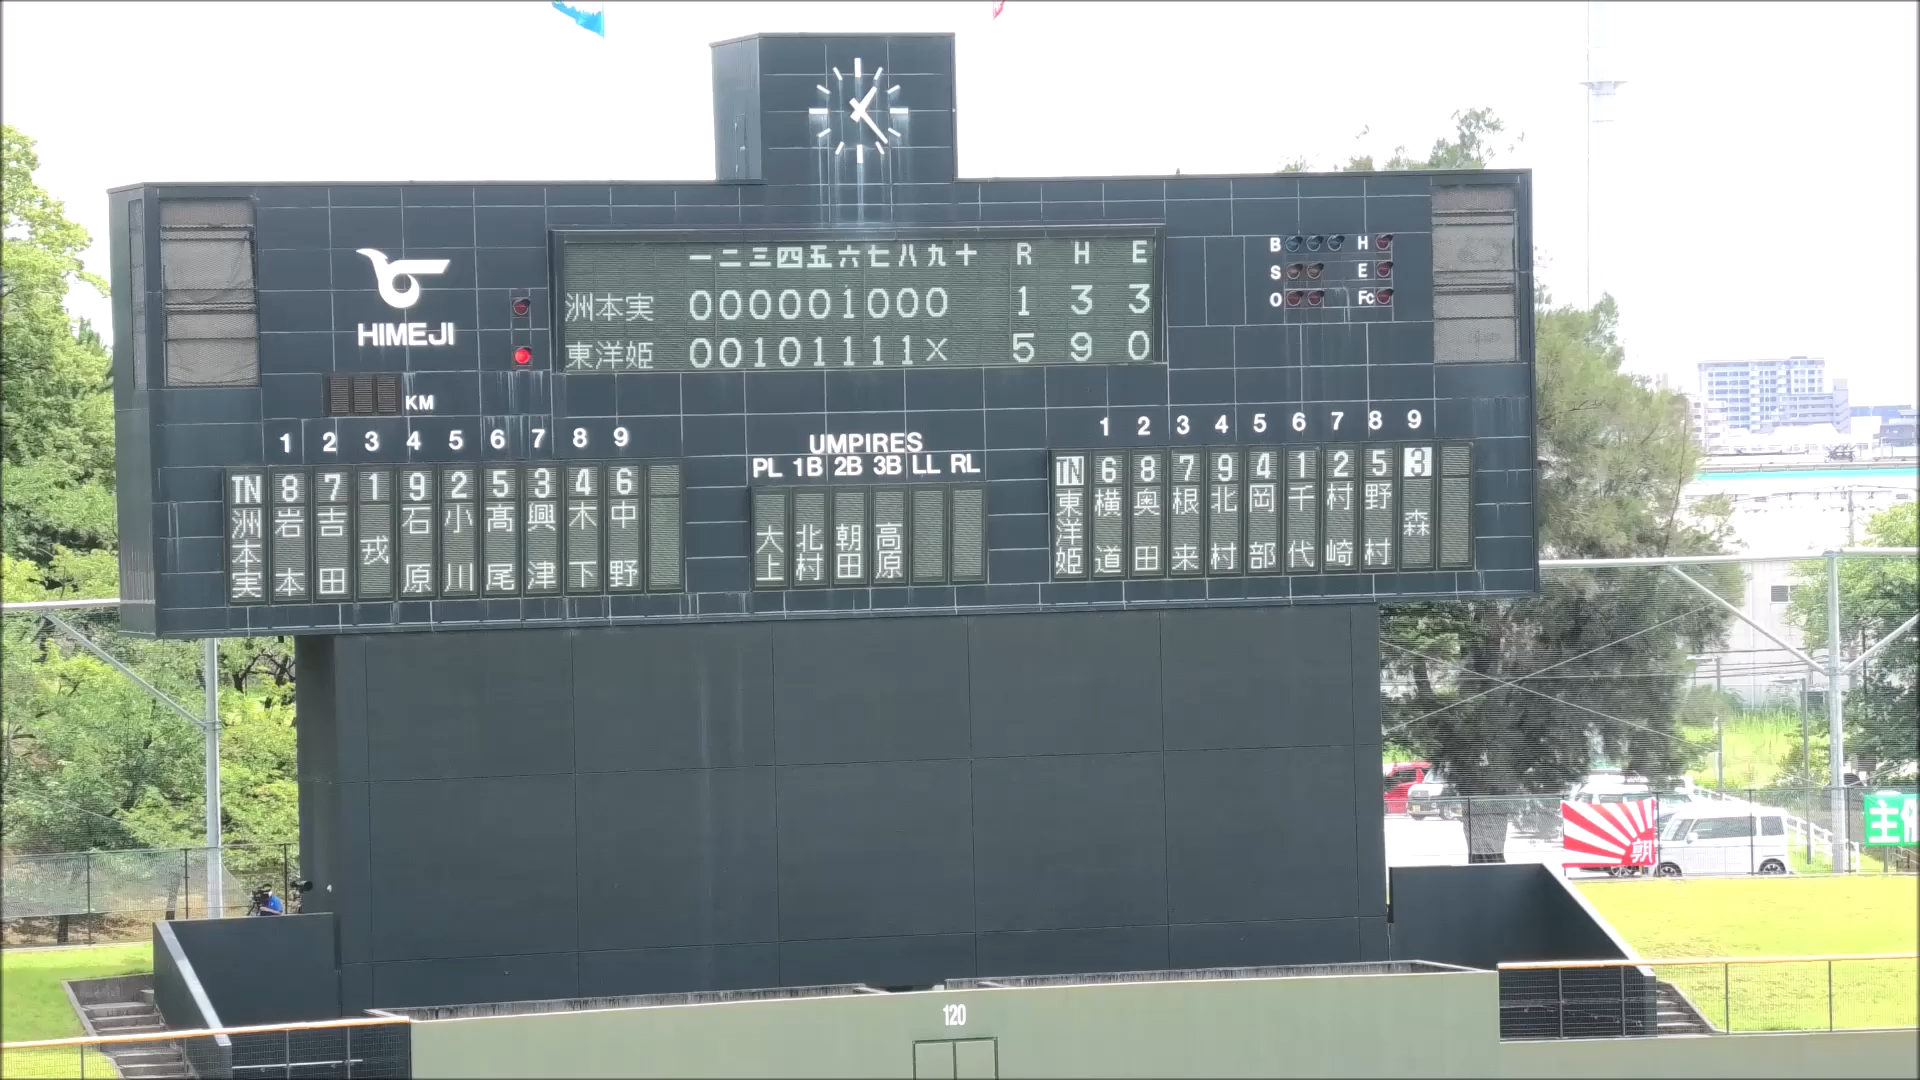 一二三四五六七八九十 R H E
洲本実 000001000 1 3 3
東洋姫 00101111× 5 9 0
HIMEJI
KM
B H
S E
O Fc
1 2 3 4 5 6 7 8 9
TN 8 7 1 9 2 5 3 4 6
洲本実 岩本 吉田 戎 石原 小川 髙尾 興津 木下 中野
UMPIRES
PL 1B 2B 3B LL RL
大上 北村 朝田 高原
1 2 3 4 5 6 7 8 9
TN 6 8 7 9 4 1 2 5 3
東洋姫 横道 奥田 根来 北村 岡部 千代 村崎 野村 森
朝
主催
120